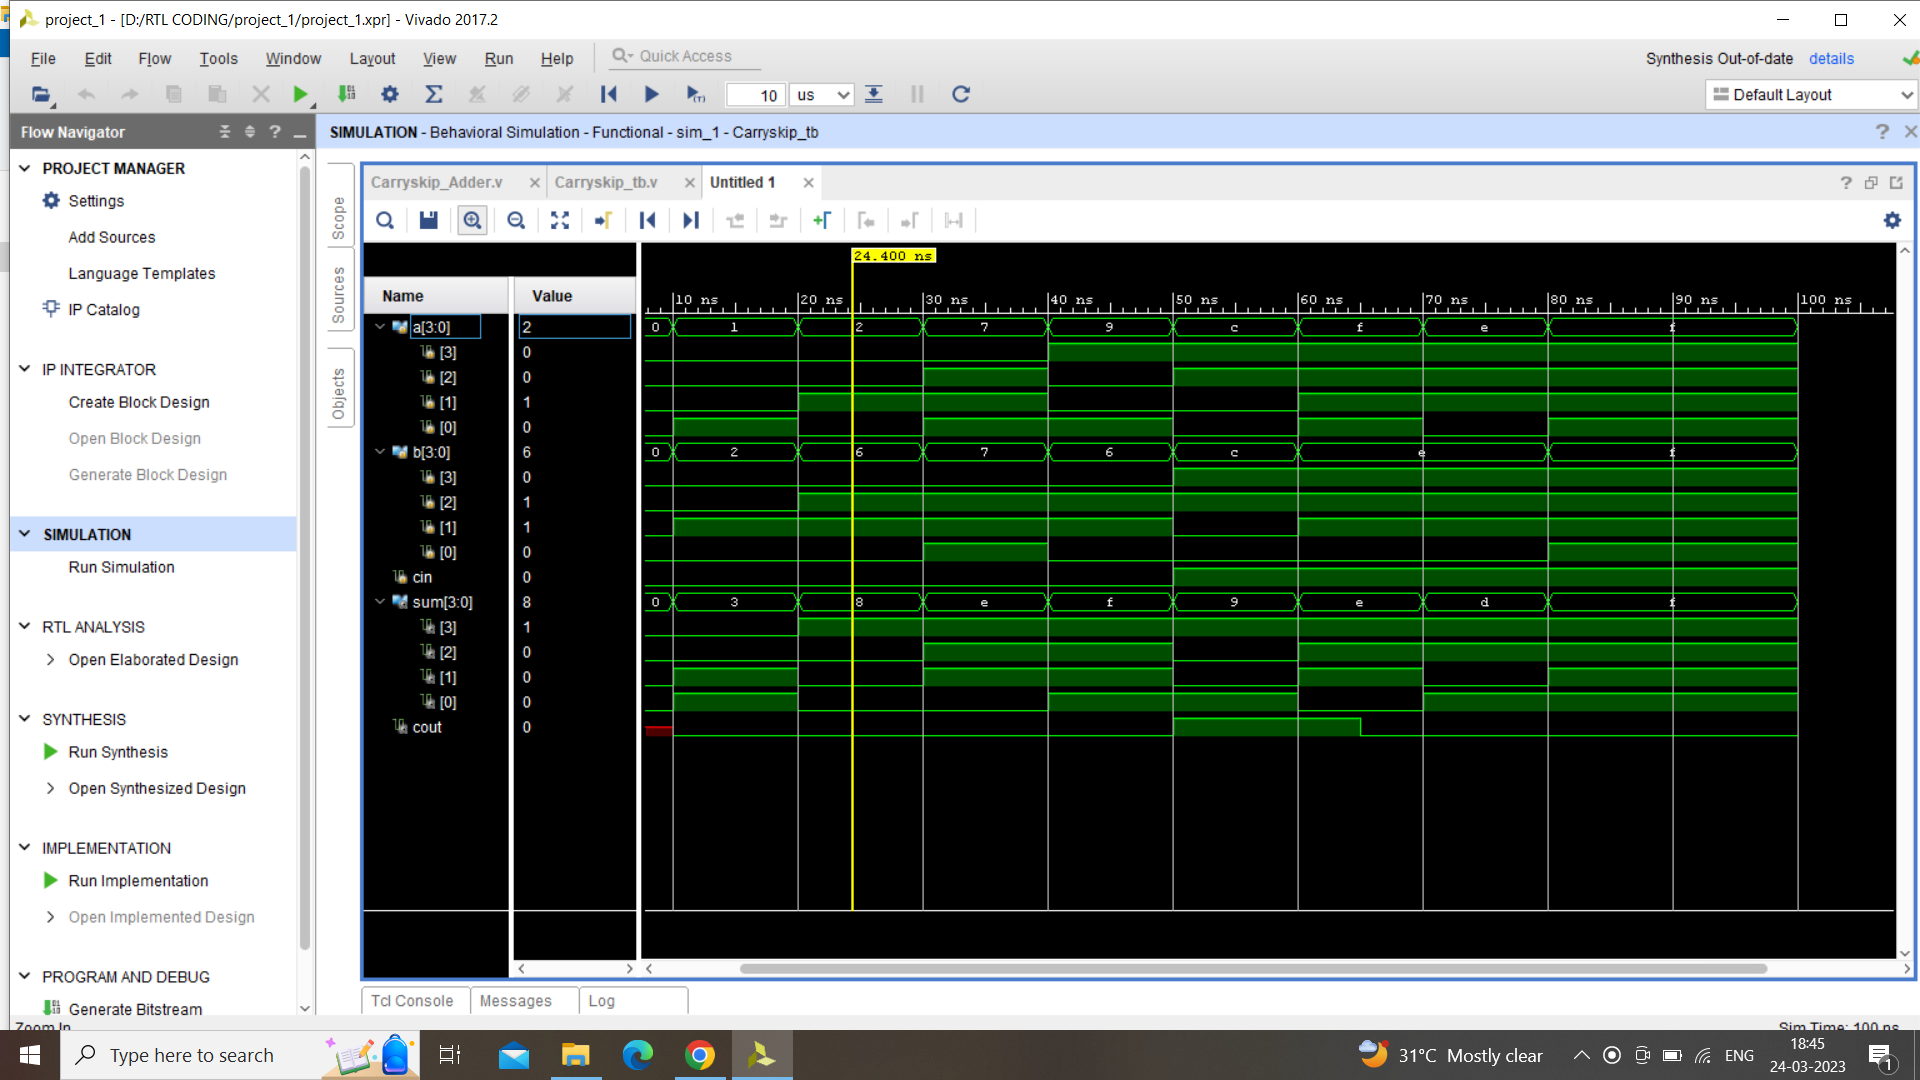 project_1 - [D:/RTL CODING/project_1/project_1.xpr] - Vivado 2017.2
File Edit Flow Tools Window Layout View Run Help Quick Access
Synthesis Out-of-date details
10 us
Default Layout
Flow Navigator
SIMULATION - Behavioral Simulation - Functional - sim_1 - Carryskip_tb
PROJECT MANAGER
Settings
Add Sources
Language Templates
IP Catalog
IP INTEGRATOR
Create Block Design
Open Block Design
Generate Block Design
SIMULATION
Run Simulation
RTL ANALYSIS
Open Elaborated Design
SYNTHESIS
Run Synthesis
Open Synthesized Design
IMPLEMENTATION
Run Implementation
Open Implemented Design
PROGRAM AND DEBUG
Generate Bitstream
Scope
Sources
Objects
Carryskip_Adder.v Carryskip_tb.v Untitled 1
24.400 ns
Name Value
10 ns 20 ns 30 ns 40 ns 50 ns 60 ns 70 ns 80 ns 90 ns 100 ns
a[3:0] 2 0 1 2 7 9 c f e f
[3] 0
[2] 0
[1] 1
[0] 0
b[3:0] 6 0 2 6 7 6 c e f
[3] 0
[2] 1
[1] 1
[0] 0
cin 0
sum[3:0] 8 0 3 8 e f 9 e d f
[3] 1
[2] 0
[1] 0
[0] 0
cout 0
Tcl Console Messages Log
Zoom In
Sim Time: 100 ns
Type here to search
31°C Mostly clear
ENG
18:45
24-03-2023
1